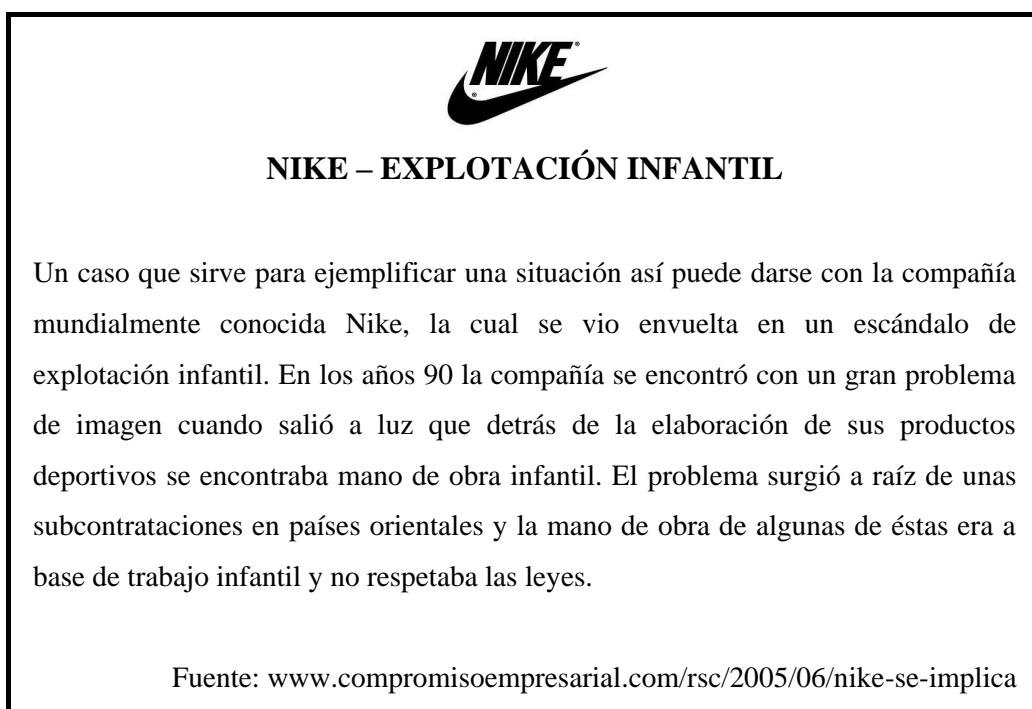 NIKE
NIKE – EXPLOTACIÓN INFANTIL
Un caso que sirve para ejemplificar una situación así puede darse con la compañía
mundialmente conocida Nike, la cual se vio envuelta en un escándalo de
explotación infantil. En los años 90 la compañía se encontró con un gran problema
de imagen cuando salió a luz que detrás de la elaboración de sus productos
deportivos se encontraba mano de obra infantil. El problema surgió a raíz de unas
subcontrataciones en países orientales y la mano de obra de algunas de éstas era a
base de trabajo infantil y no respetaba las leyes.
Fuente: www.compromisoempresarial.com/rsc/2005/06/nike-se-implica